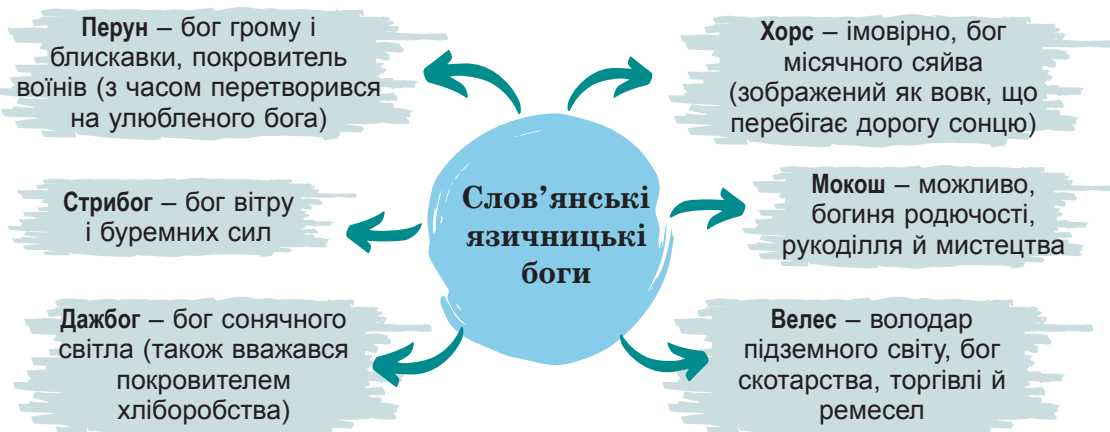 Перун – бог грому і
блискавки, покровитель
воїнів (з часом перетворився
на улюбленого бога)
Стрибог – бог вітру
і буремних сил
Дажбог – бог сонячного
світла (також вважався
покровителем
хліборобства)
Слов’янські
язичницькі
боги
Хорс – імовірно, бог
місячного сяйва
(зображений як вовк, що
перебігає дорогу сонцю)
Мокош – можливо,
богиня родючості,
рукоділля й мистецтва
Велес – володар
підземного світу, бог
скотарства, торгівлі й
ремесел